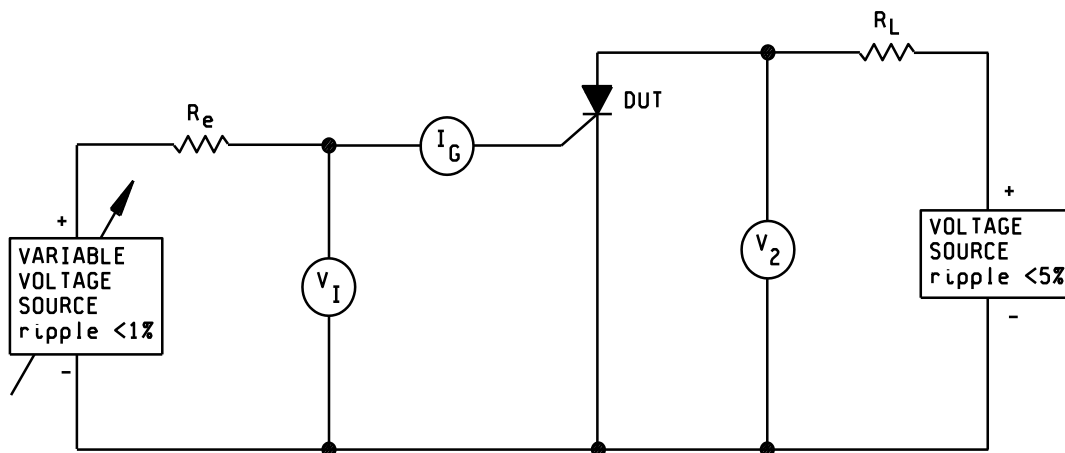 R_L
DUT
R_e
I_G
+
VARIABLE
VOLTAGE
SOURCE
ripple <1%
-
V_I
V_2
+
VOLTAGE
SOURCE
ripple <5%
-